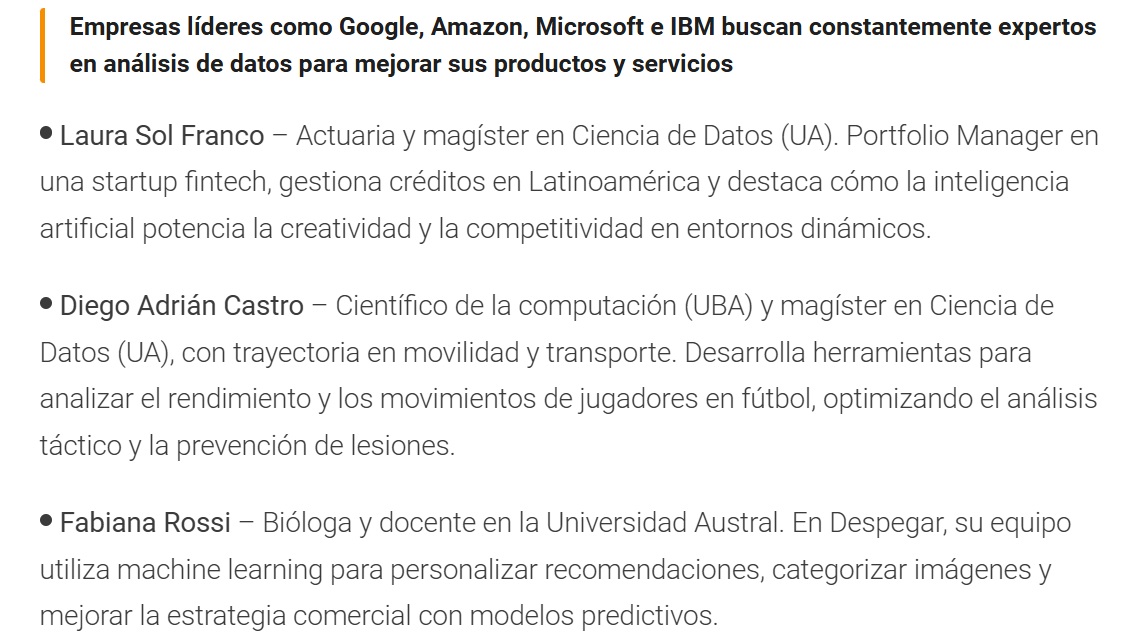 Empresas líderes como Google, Amazon, Microsoft e IBM buscan constantemente expertos
en análisis de datos para mejorar sus productos y servicios
● Laura Sol Franco – Actuaria y magíster en Ciencia de Datos (UA). Portfolio Manager en
una startup fintech, gestiona créditos en Latinoamérica y destaca cómo la inteligencia
artificial potencia la creatividad y la competitividad en entornos dinámicos.
● Diego Adrián Castro – Científico de la computación (UBA) y magíster en Ciencia de
Datos (UA), con trayectoria en movilidad y transporte. Desarrolla herramientas para
analizar el rendimiento y los movimientos de jugadores en fútbol, optimizando el análisis
táctico y la prevención de lesiones.
● Fabiana Rossi – Bióloga y docente en la Universidad Austral. En Despegar, su equipo
utiliza machine learning para personalizar recomendaciones, categorizar imágenes y
mejorar la estrategia comercial con modelos predictivos.